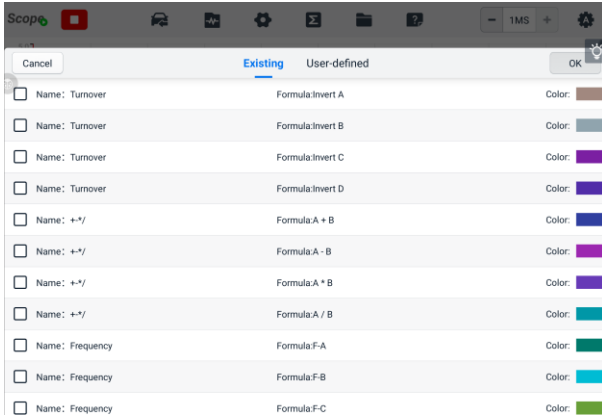 Scope
1MS
Cancel Existing User-defined OK
Name: Turnover Formula:Invert A Color:
Name: Turnover Formula:Invert B Color:
Name: Turnover Formula:Invert C Color:
Name: Turnover Formula:Invert D Color:
Name: +-*/ Formula:A + B Color:
Name: +-*/ Formula:A - B Color:
Name: +-*/ Formula:A * B Color:
Name: +-*/ Formula:A / B Color:
Name: Frequency Formula:F-A Color:
Name: Frequency Formula:F-B Color:
Name: Frequency Formula:F-C Color: